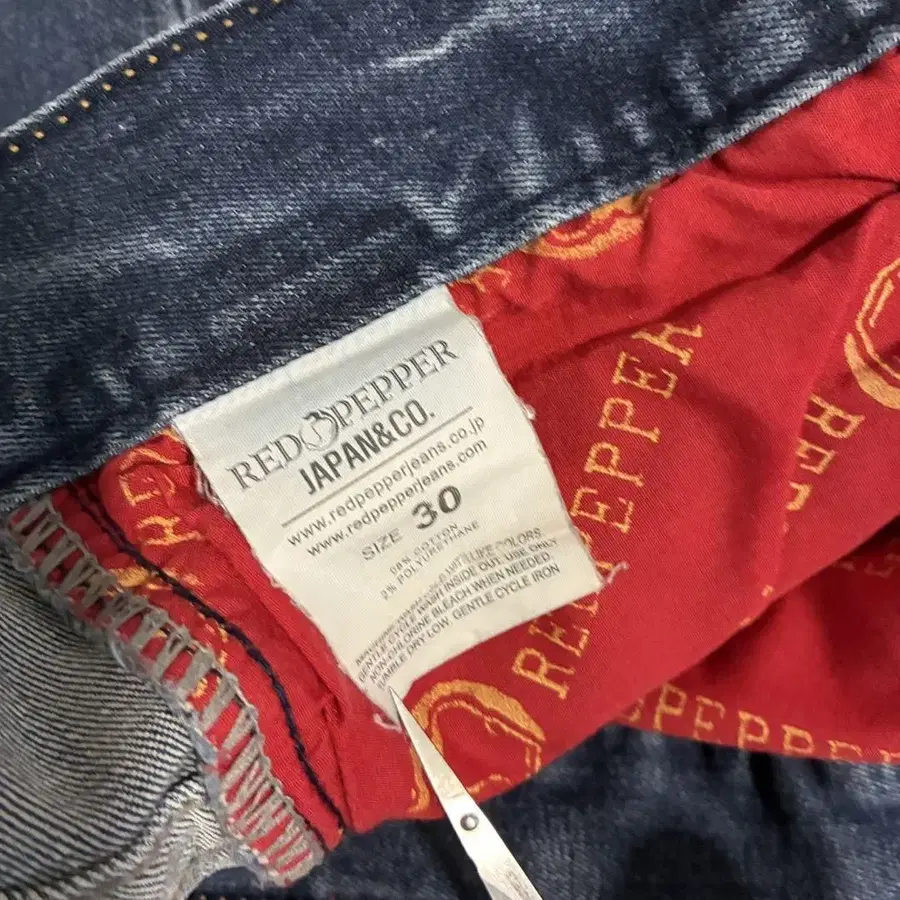 RED PEPPER
JAPAN&CO.
www.redpepperjeans.co.jp
www.redpepperjeans.com
SIZE 30
98% COTTON
2% POLYURETHANE
GENTLE CYCLE WASH INSIDE OUT. USE ONLY
NON-CHLORINE BLEACH WHEN NEEDED.
TUMBLE DRY LOW. GENTLE CYCLE IRON
RED PEPPER
RED
RED
PEPPER